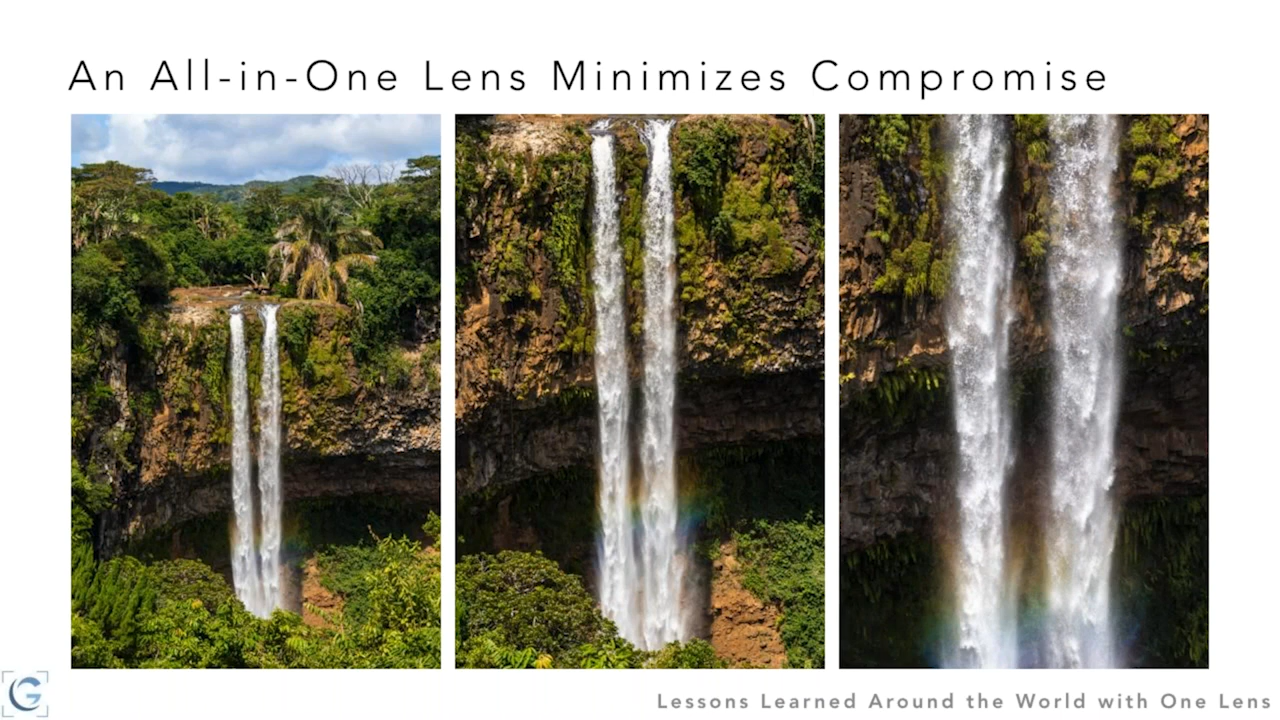 An All-in-One Lens Minimizes Compromise
G
Lessons Learned Around the World with One Lens